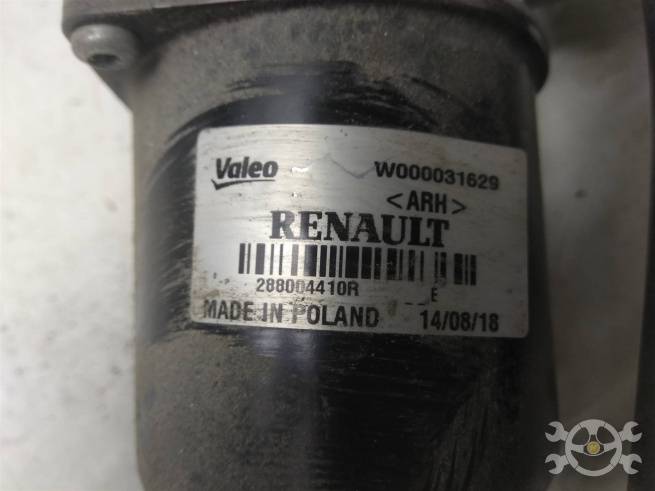 Valeo W000031629
<ARH>
RENAULT
288004410R E
MADE IN POLAND 14/08/18